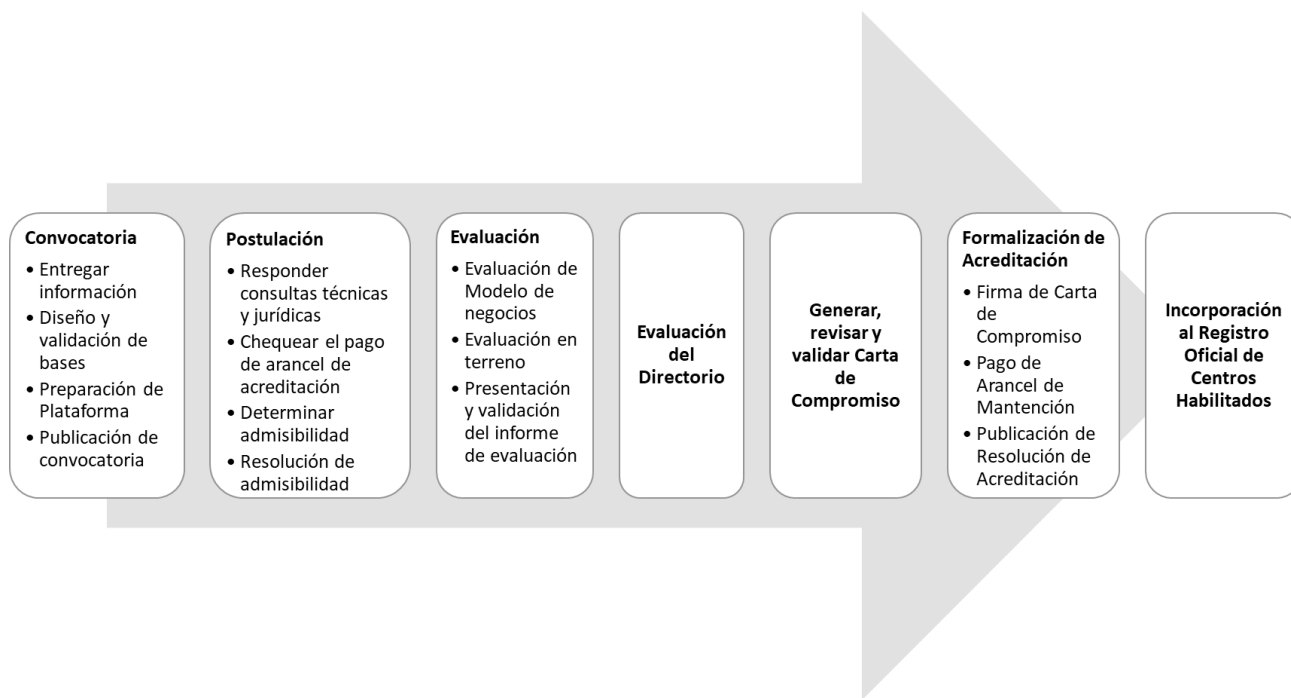 Convocatoria
• Entregar
información
• Diseño y
validación de
bases
• Preparación de
Plataforma
• Publicación de
convocatoria
Postulación
• Responder
consultas técnicas
y jurídicas
• Chequear el pago
de arancel de
acreditación
• Determinar
admisibilidad
• Resolución de
admisibilidad
Evaluación
• Evaluación de
Modelo de
negocios
• Evaluación en
terreno
• Presentación
y validación
del informe
de evaluación
Evaluación
del
Directorio
Generar,
revisar y
validar Carta
de
Compromiso
Formalización de
Acreditación
• Firma de Carta
de
Compromiso
• Pago de
Arancel de
Mantención
• Publicación de
Resolución de
Acreditación
Incorporación
al Registro
Oficial de
Centros
Habilitados